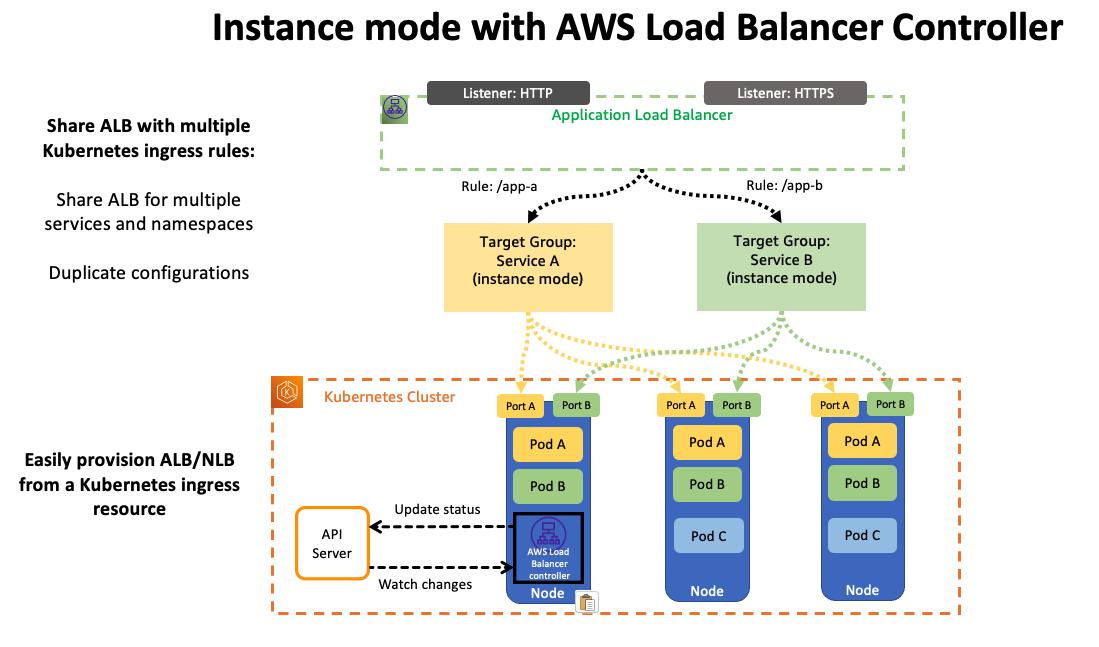 Instance mode with AWS Load Balancer Controller
Listener: HTTP
Listener: HTTPS
Application Load Balancer
Share ALB with multiple
Kubernetes ingress rules:
Share ALB for multiple
services and namespaces
Duplicate configurations
Rule: /app-a
Rule: /app-b
Target Group:
Service A
(instance mode)
Target Group:
Service B
(instance mode)
Kubernetes Cluster
Port A
Port B
Port A
Port B
Port A
Port B
Pod A
Pod B
Pod A
Pod B
Pod C
Pod A
Pod B
Pod C
Easily provision ALB/NLB
from a Kubernetes ingress
resource
API
Server
Update status
Watch changes
AWS Load
Balancer
controller
Node
Node
Node